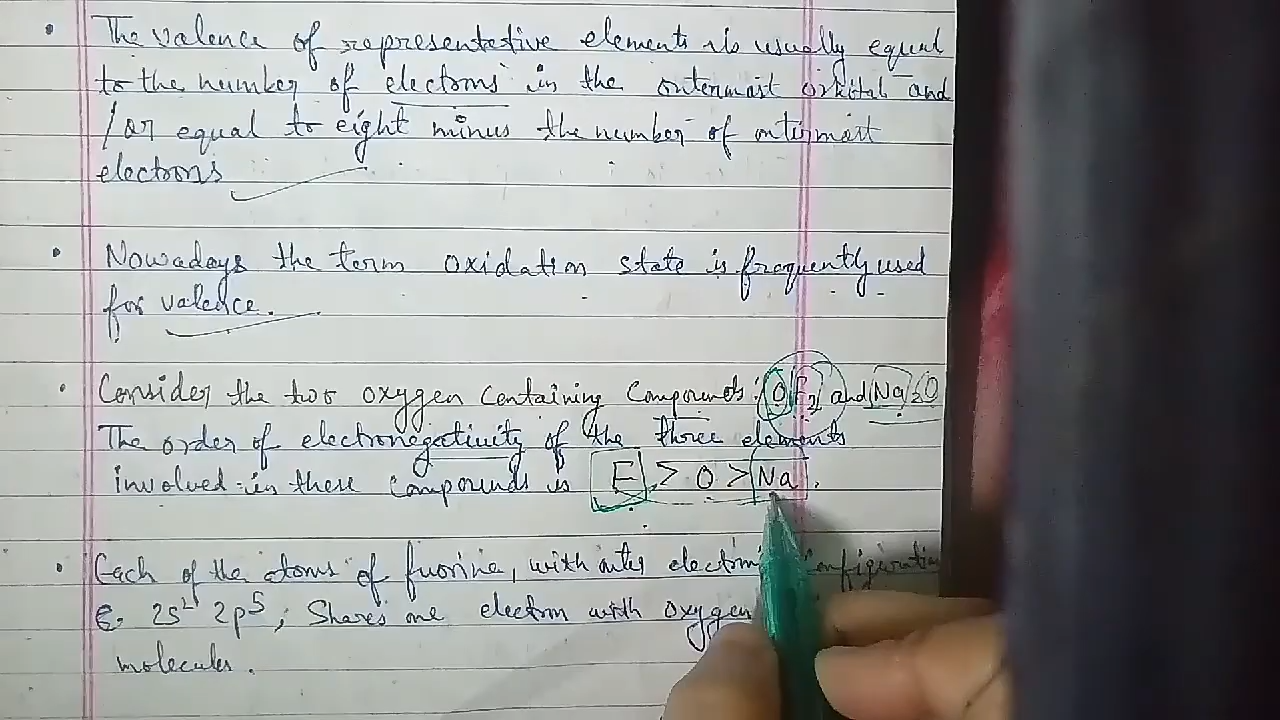 • The valence of representative elements is usually equal
to the number of electrons in the outermost orbital and
/or equal to eight minus the number of outermost
electrons
• Nowadays the term oxidation state is frequently used
for valence.
• Consider the two oxygen containing compounds: OF2 and Na2O
The order of electronegativity of the three elements
involved in these compounds is F > O > Na.
• Each of the atoms of fuorine, with outer electronic configuration
2s² 2p⁵; Shares one electron with oxygen
molecules.